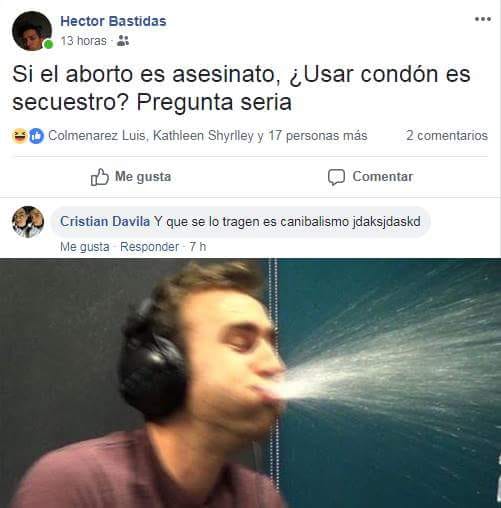 Hector Bastidas
13 horas ·
Si el aborto es asesinato, ¿Usar condón es
secuestro? Pregunta seria
Colmenarez Luis, Kathleen Shyrlley y 17 personas más 2 comentarios
Me gusta Comentar
Cristian Davila Y que se lo tragen es canibalismo jdaksjdaskd
Me gusta · Responder · 7 h